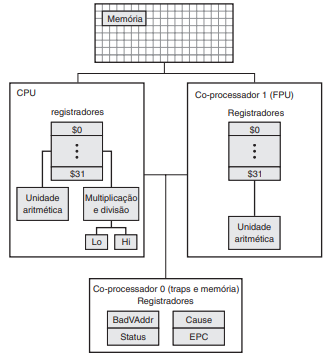 Memória
CPU
registradores
$0
$31
Unidade
aritmética
Multiplicação
e divisão
Lo
Hi
Co-processador 1 (FPU)
Registradores
$0
$31
Unidade
aritmética
Co-processador 0 (traps e memória)
Registradores
BadVAddr
Cause
Status
EPC